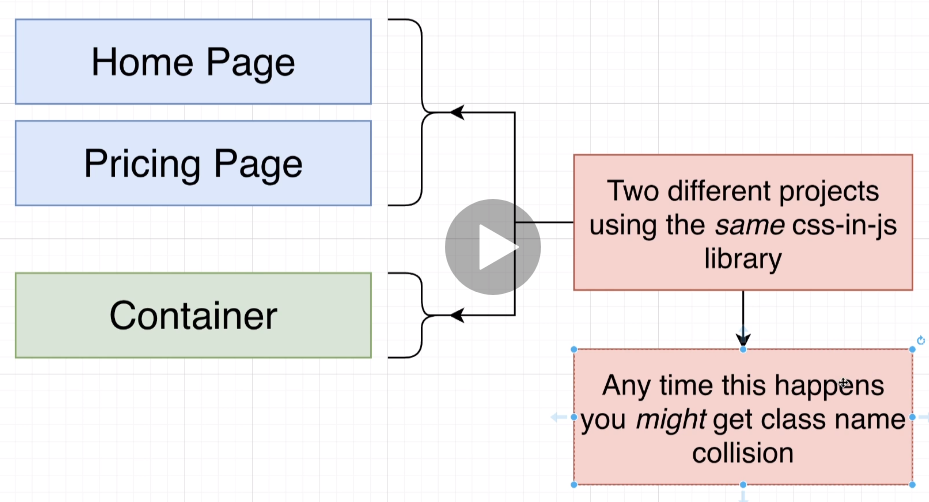 Home Page
Pricing Page
Container
Two different projects
using the same css-in-js
library
Any time this happens
you might get class name
collision